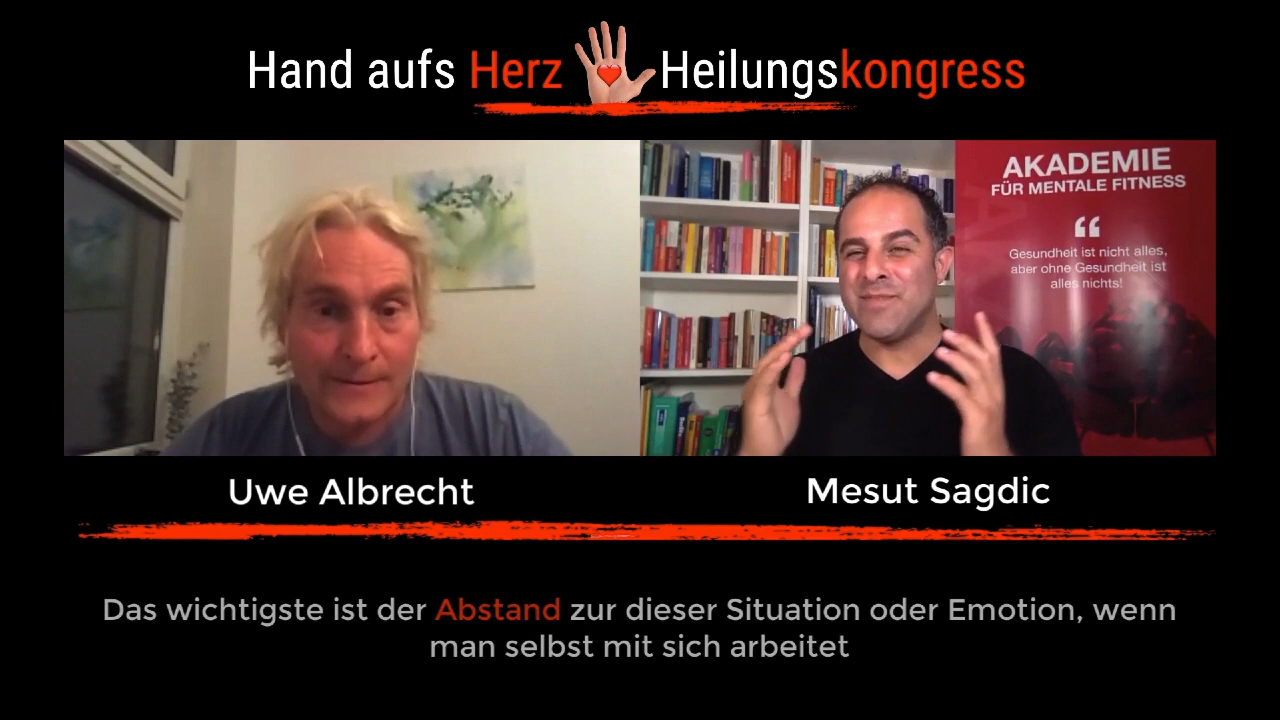 Hand aufs Herz Heilungskongress
AKADEMIE
FÜR MENTALE FITNESS
“
Gesundheit ist nicht alles,
aber ohne Gesundheit ist
alles nichts!
Uwe Albrecht
Mesut Sagdic
Das wichtigste ist der Abstand zur dieser Situation oder Emotion, wenn
man selbst mit sich arbeitet